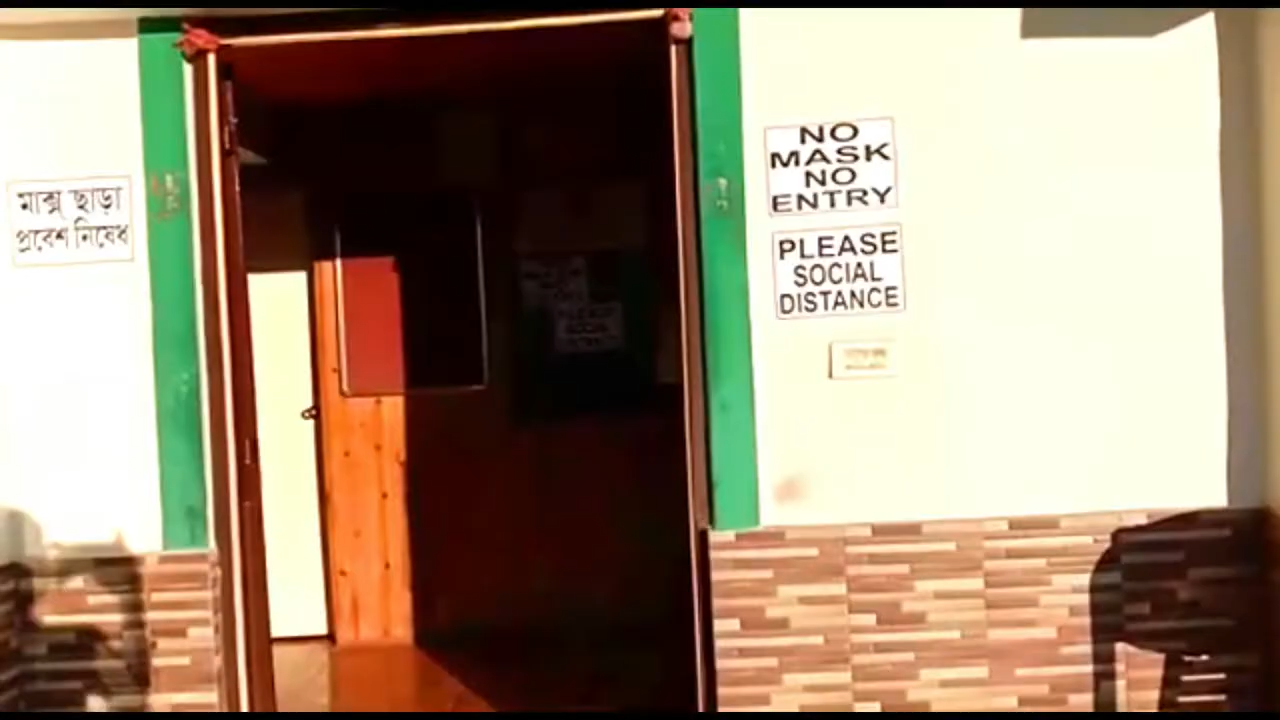 মাক্স ছাড়া
প্রবেশ নিষেধ
NO
MASK
NO
ENTRY
PLEASE
SOCIAL
DISTANCE